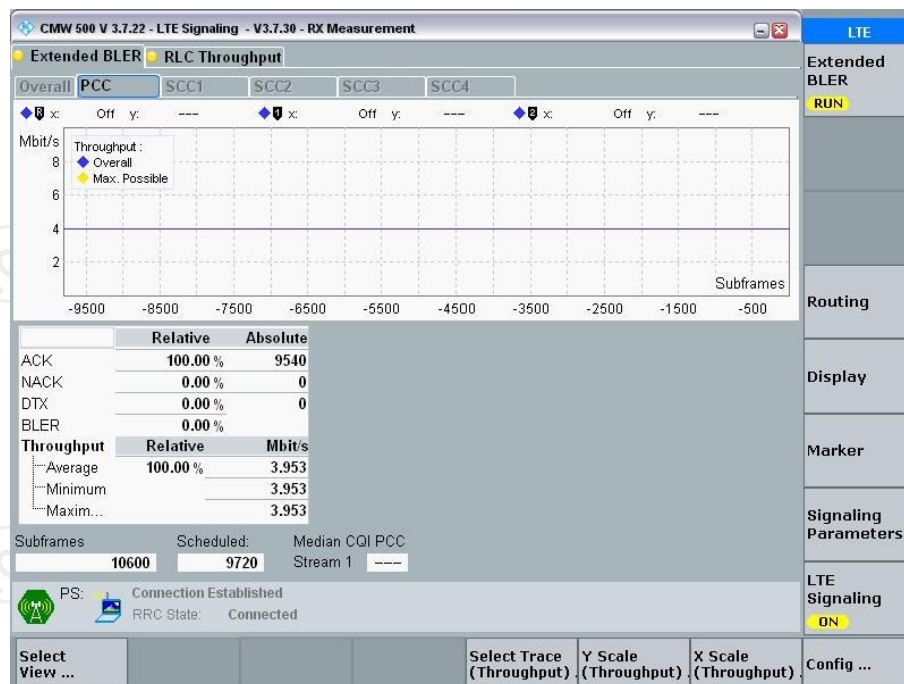 CMW 500 V 3.7.22 - LTE Signaling - V3.7.30 - RX Measurement
LTE
Extended BLER RLC Throughput
Extended
BLER
RUN
Overall PCC SCC1 SCC2 SCC3 SCC4
R x: Off y: --- 1 x: Off y: --- 2 x: Off y: ---
Mbit/s
Throughput :
Overall
Max. Possible
8
6
4
2
Subframes
-9500 -8500 -7500 -6500 -5500 -4500 -3500 -2500 -1500 -500
Routing
Relative Absolute
ACK 100.00 % 9540
NACK 0.00 % 0
DTX 0.00 % 0
BLER 0.00 %
Throughput Relative Mbit/s
Average 100.00 % 3.953
Minimum 3.953
Maxim... 3.953
Display
Marker
Signaling
Parameters
Subframes Scheduled: Median CQI PCC
10600 9720 Stream 1 ---
PS: Connection Established
RRC State: Connected
LTE
Signaling
ON
Select
View ...
Select Trace
(Throughput)
Y Scale
(Throughput)
X Scale
(Throughput)
Config ...